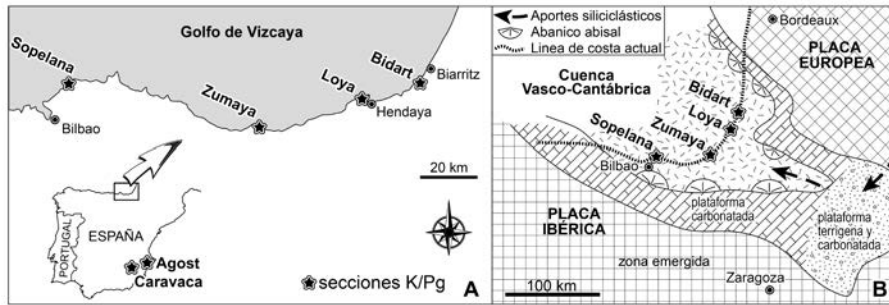 Golfo de Vizcaya
Sopelana
Bilbao
Zumaya
Loya
Hendaya
Bidart
Biarritz
20 km
PORTUGAL
ESPAÑA
Agost
Caravaca
secciones K/Pg
A
Aportes siliciclásticos
Abanico abisal
Linea de costa actual
Bordeaux
PLACA
EUROPEA
Cuenca
Vasco-Cantábrica
Bidart
Loya
Zumaya
Sopelana
Bilbao
PLACA
IBÉRICA
plataforma
carbonatada
plataforma
terrígena y
carbonatada
zona emergida
100 km
Zaragoza
B